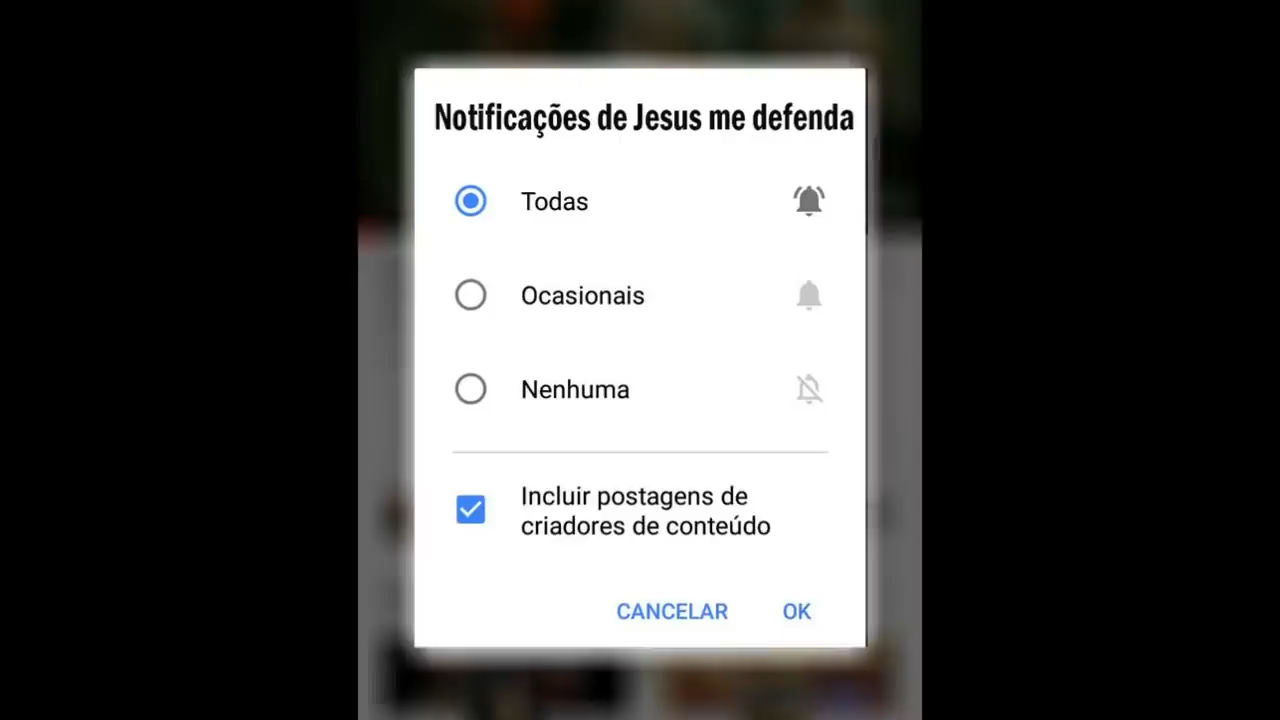 Notificações de Jesus me defenda
Todas
Ocasionais
Nenhuma
Incluir postagens de
criadores de conteúdo
CANCELAR OK